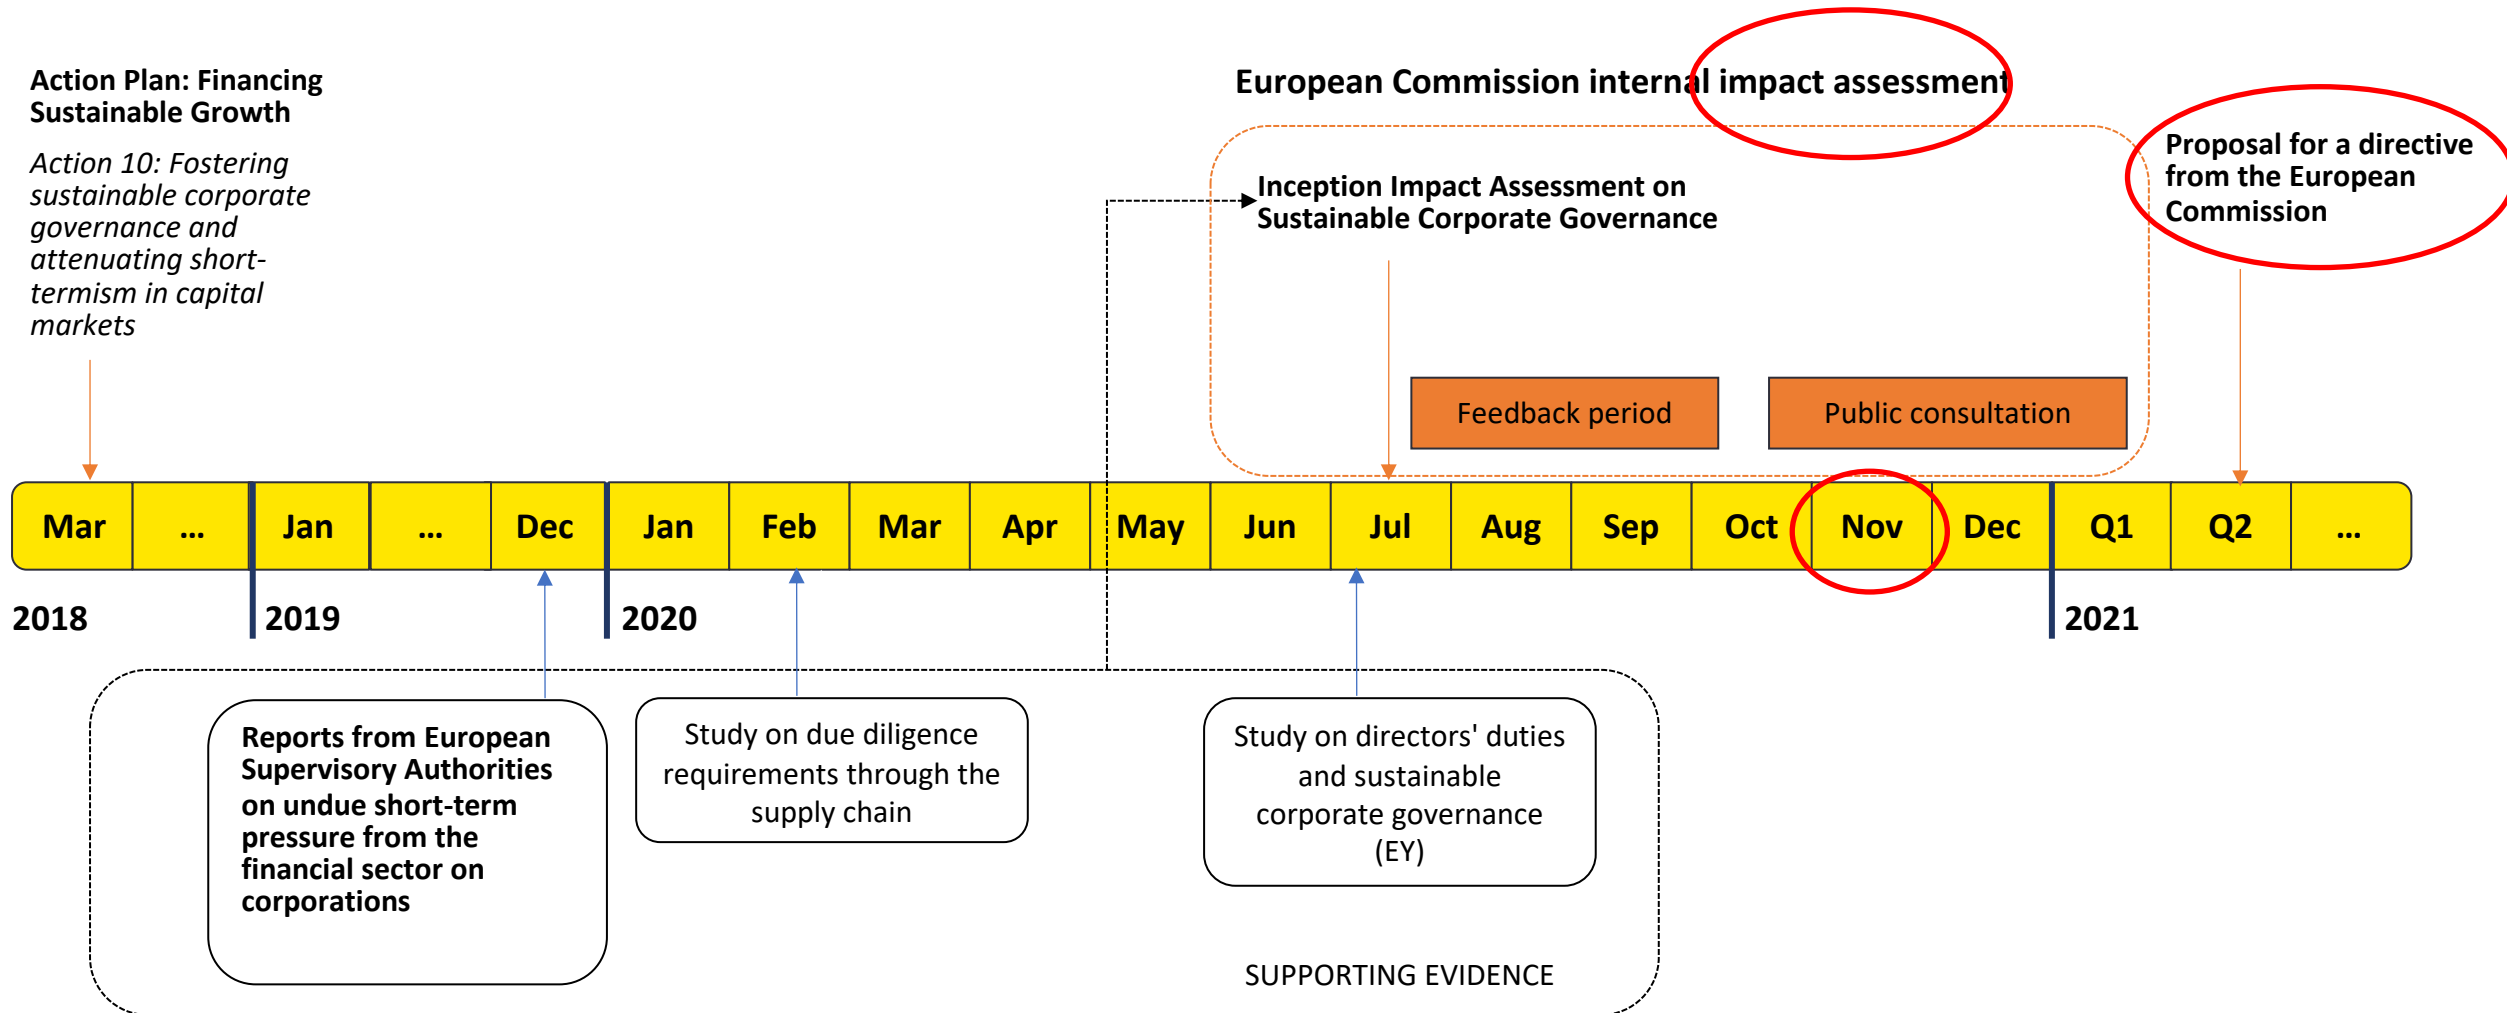 Action Plan: Financing
Sustainable Growth
Action 10: Fostering
sustainable corporate
governance and
attenuating short-
termism in capital
markets
European Commission internal impact assessment
Inception Impact Assessment on
Sustainable Corporate Governance
Proposal for a directive
from the European
Commission
Feedback period
Public consultation
Mar ... Jan ... Dec Jan Feb Mar Apr May Jun Jul Aug Sep Oct Nov Dec Q1 Q2 ...
2018 2019 2020 2021
Reports from European
Supervisory Authorities
on undue short-term
pressure from the
financial sector on
corporations
Study on due diligence
requirements through the
supply chain
Study on directors' duties
and sustainable
corporate governance
(EY)
SUPPORTING EVIDENCE